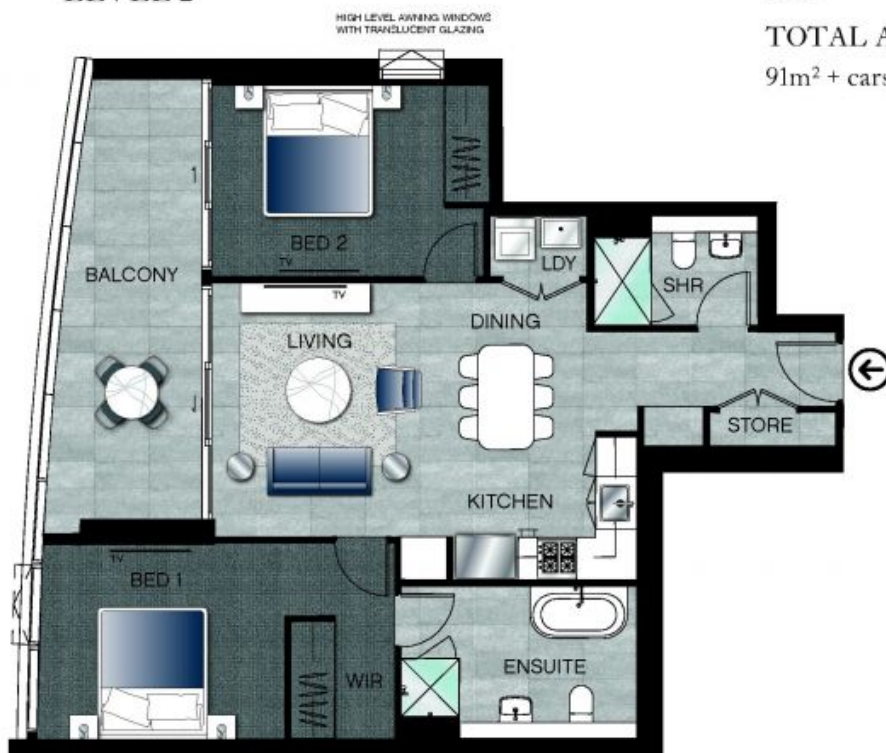 HIGH LEVEL AWNING WINDOWS
WITH TRANSLUCENT GLAZING
TOTAL
91m² + cars
BED 2
TV
BALCONY
LDY
SHR
TV
DINING
LIVING
STORE
KITCHEN
TV
BED 1
WIR
ENSUITE